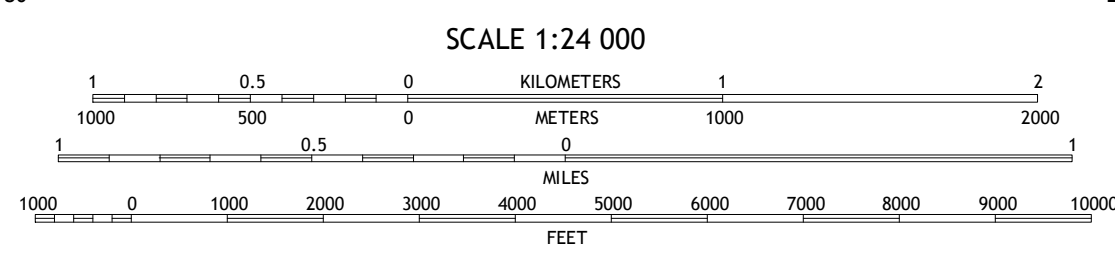 SCALE 1:24 000
1 0.5 0 KILOMETERS 1 2
1000 500 0 METERS 1000 2000
1 0.5 0 1
MILES
1000 0 1000 2000 3000 4000 5000 6000 7000 8000 9000 10000
FEET